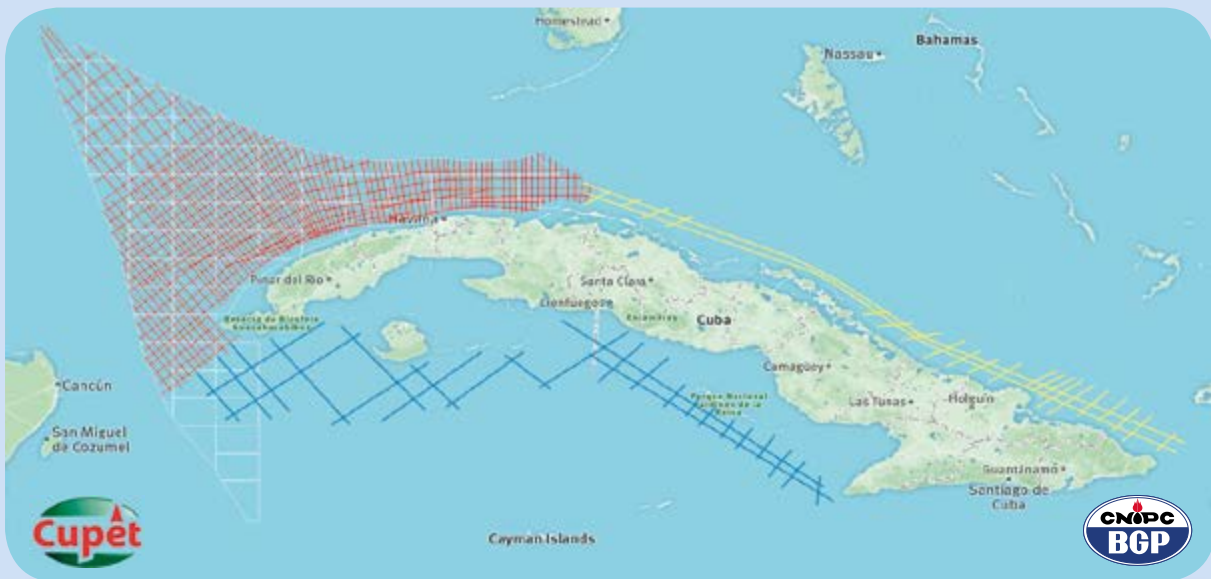 Homestead
Nassau
Bahamas
Havana
Pinar del Río
Santa Clara
Cienfuegos
Escambray
Cuba
Camagüey
Cancún
Las Tunas
Holguín
San Miguel
de Cozumel
Guantánamo
Santiago de
Cuba
Cayman Islands
Cupet
CNPC
BGP